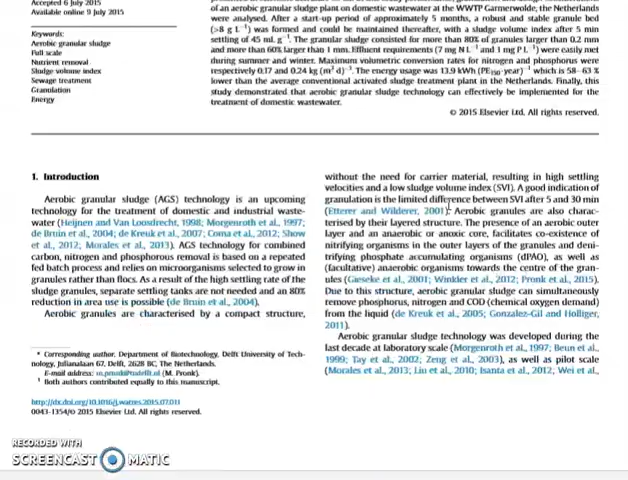 Accepted 6 July 2015
Available online 9 July 2015
Keywords:
Aerobic granular sludge
Full scale
Nutrient removal
Sludge volume index
Sewage treatment
Granulation
Energy
of an aerobic granular sludge plant on domestic wastewater at the WWTP Garmerwolde, the Netherlands
were analysed. After a start-up period of approximately 5 months, a robust and stable granule bed
(>8 g L⁻¹) was formed and could be maintained thereafter, with a sludge volume index after 5 min
settling of 45 mL g⁻¹. The granular sludge consisted for more than 80% of granules larger than 0.2 mm
and more than 60% larger than 1 mm. Effluent requirements (7 mg N L⁻¹ and 1 mg P L⁻¹) were easily met
during summer and winter. Maximum volumetric conversion rates for nitrogen and phosphorus were
respectively 0.17 and 0.24 kg (m³ d)⁻¹. The energy usage was 13.9 kWh (PE₁₅₀·year)⁻¹ which is 58–63 %
lower than the average conventional activated sludge treatment plant in the Netherlands. Finally, this
study demonstrated that aerobic granular sludge technology can effectively be implemented for the
treatment of domestic wastewater.
© 2015 Elsevier Ltd. All rights reserved.
1. Introduction
Aerobic granular sludge (AGS) technology is an upcoming
technology for the treatment of domestic and industrial waste-
water (Heijnen and Van Loosdrecht, 1998; Morgenroth et al., 1997;
de Bruin et al., 2004; de Kreuk et al., 2007; Coma et al., 2012; Show
et al., 2012; Morales et al., 2013). AGS technology for combined
carbon, nitrogen and phosphorous removal is based on a repeated
fed batch process and relies on microorganisms selected to grow in
granules rather than flocs. As a result of the high settling rate of the
sludge granules, separate settling tanks are not needed and an 80%
reduction in area use is possible (de Bruin et al., 2004).
Aerobic granules are characterised by a compact structure,
* Corresponding author. Department of Biotechnology, Delft University of Tech-
nology, Julianalaan 67, Delft, 2628 BC, The Netherlands.
E-mail address: m.pronk@tudelft.nl (M. Pronk).
¹ Both authors contributed equally to this manuscript.
http://dx.doi.org/10.1016/j.watres.2015.07.011
0043-1354/© 2015 Elsevier Ltd. All rights reserved.
without the need for carrier material, resulting in high settling
velocities and a low sludge volume index (SVI). A good indication of
granulation is the limited difference between SVI after 5 and 30 min
(Etterer and Wilderer, 2001). Aerobic granules are also charac-
terised by their layered structure. The presence of an aerobic outer
layer and an anaerobic or anoxic core, facilitates co-existence of
nitrifying organisms in the outer layers of the granules and deni-
trifying phosphate accumulating organisms (dPAO), as well as
(facultative) anaerobic organisms towards the centre of the gran-
ules (Gieseke et al., 2001; Winkler et al., 2012; Pronk et al., 2015).
Due to this structure, aerobic granular sludge can simultaneously
remove phosphorus, nitrogen and COD (chemical oxygen demand)
from the liquid (de Kreuk et al., 2005; Gonzalez-Gil and Holliger,
2011).
Aerobic granular sludge technology was developed during the
last decade at laboratory scale (Morgenroth et al., 1997; Beun et al.,
1999; Tay et al., 2002; Zeng et al., 2003), as well as pilot scale
(Morales et al., 2013; Liu et al., 2010; Isanta et al., 2012; Wei et al.,
RECORDED WITH
SCREENCAST MATIC